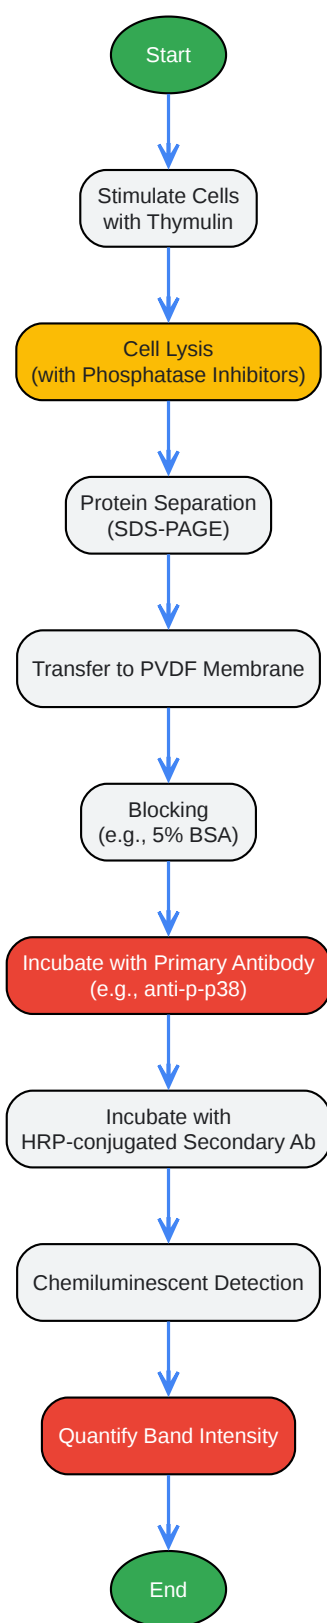 Start
Stimulate Cells
with Thymulin
Cell Lysis
(with Phosphatase Inhibitors)
Protein Separation
(SDS-PAGE)
Transfer to PVDF Membrane
Blocking
(e.g., 5% BSA)
Incubate with Primary Antibody
(e.g., anti-p-p38)
Incubate with
HRP-conjugated Secondary Ab
Chemiluminescent Detection
Quantify Band Intensity
End